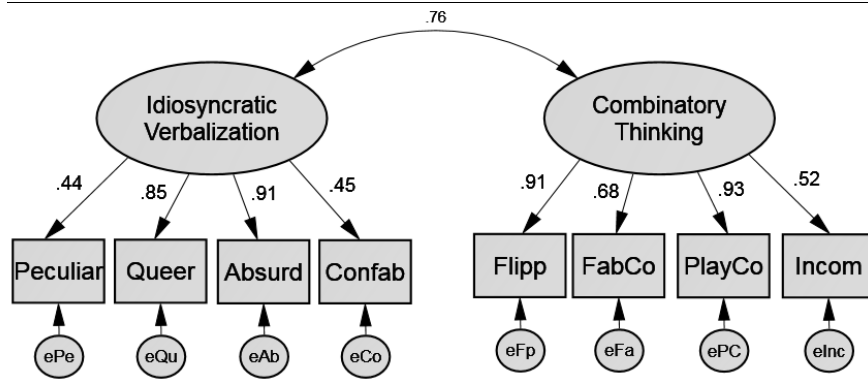 .76
Idiosyncratic
Verbalization
Combinatory
Thinking
.44
.85
.91
.45
.91
.68
.93
.52
Peculiar
Queer
Absurd
Confab
Flipp
FabCo
PlayCo
Incom
ePe
eQu
eAb
eCo
eFp
eFa
ePC
eInc